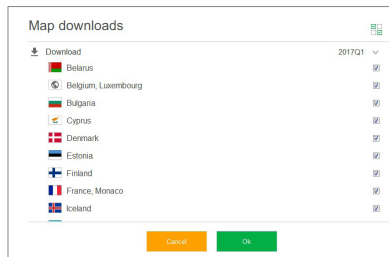 Map downloads
Download 2017Q1
Belarus
Belgium, Luxembourg
Bulgaria
Cyprus
Denmark
Estonia
Finland
France, Monaco
Iceland
Cancel Ok